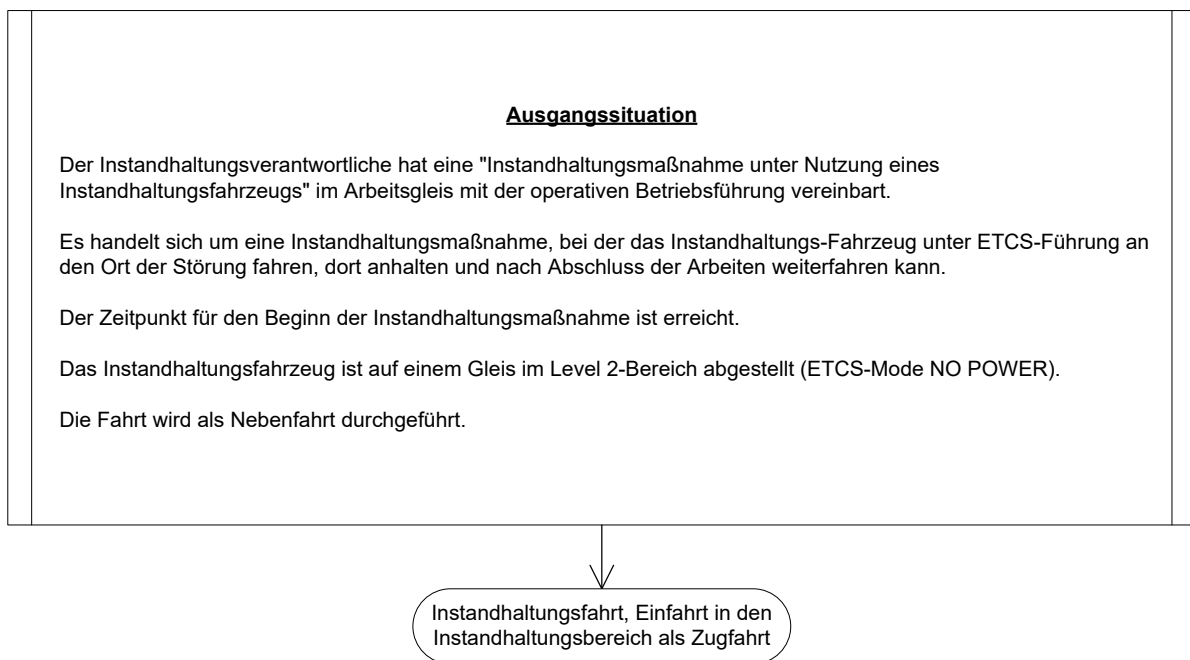 Ausgangssituation
Der Instandhaltungsverantwortliche hat eine "Instandhaltungsmaßnahme unter Nutzung eines
Instandhaltungsfahrzeugs" im Arbeitsgleis mit der operativen Betriebsführung vereinbart.
Es handelt sich um eine Instandhaltungsmaßnahme, bei der das Instandhaltungs-Fahrzeug unter ETCS-Führung an
den Ort der Störung fahren, dort anhalten und nach Abschluss der Arbeiten weiterfahren kann.
Der Zeitpunkt für den Beginn der Instandhaltungsmaßnahme ist erreicht.
Das Instandhaltungsfahrzeug ist auf einem Gleis im Level 2-Bereich abgestellt (ETCS-Mode NO POWER).
Die Fahrt wird als Nebenfahrt durchgeführt.
Instandhaltungsfahrt, Einfahrt in den
Instandhaltungsbereich als Zugfahrt